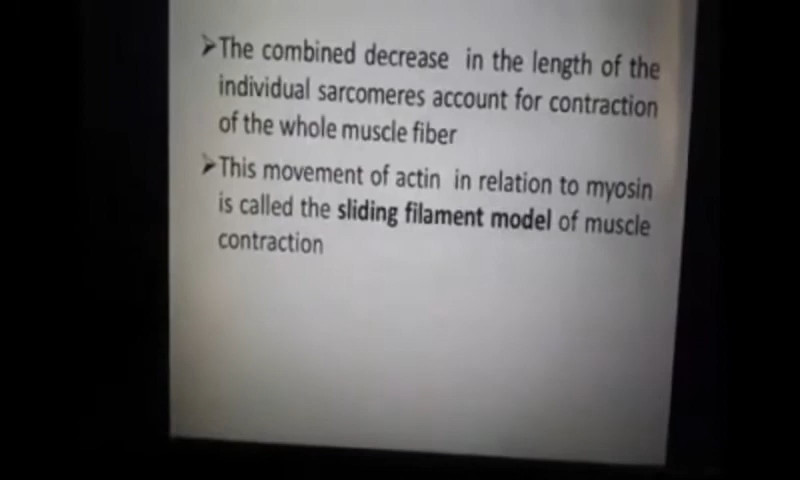 ➤The combined decrease in the length of the
individual sarcomeres account for contraction
of the whole muscle fiber
➤This movement of actin in relation to myosin
is called the sliding filament model of muscle
contraction